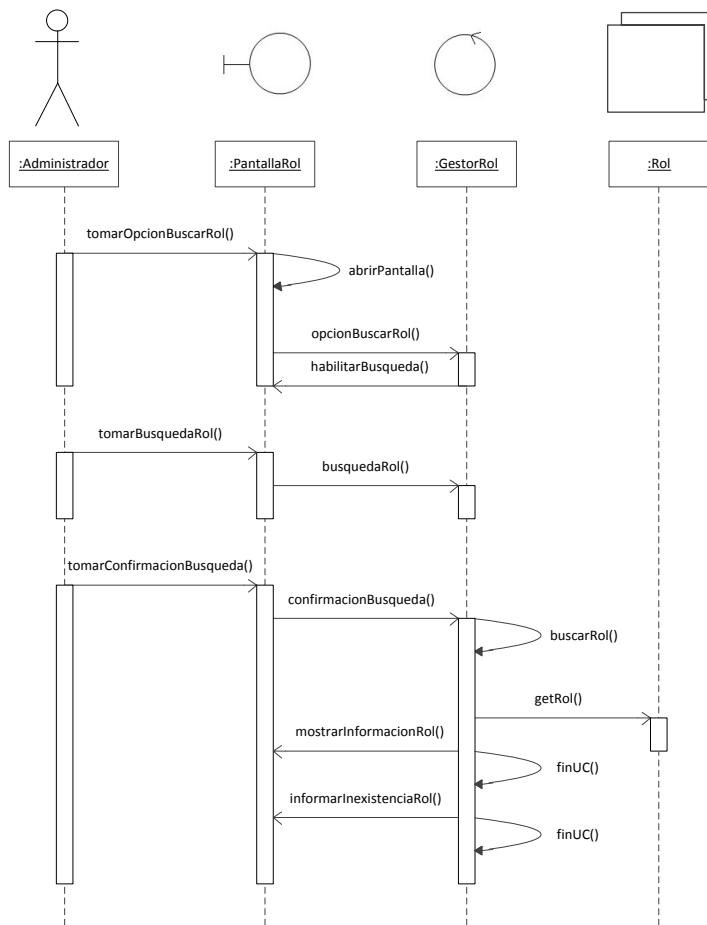 :Administrador
:PantallaRol
:GestorRol
:Rol
tomarOpcionBuscarRol()
abrirPantalla()
opcionBuscarRol()
habilitarBusqueda()
tomarBusquedaRol()
busquedaRol()
tomarConfirmacionBusqueda()
confirmacionBusqueda()
buscarRol()
getRol()
mostrarInformacionRol()
finUC()
informarInexistenciaRol()
finUC()